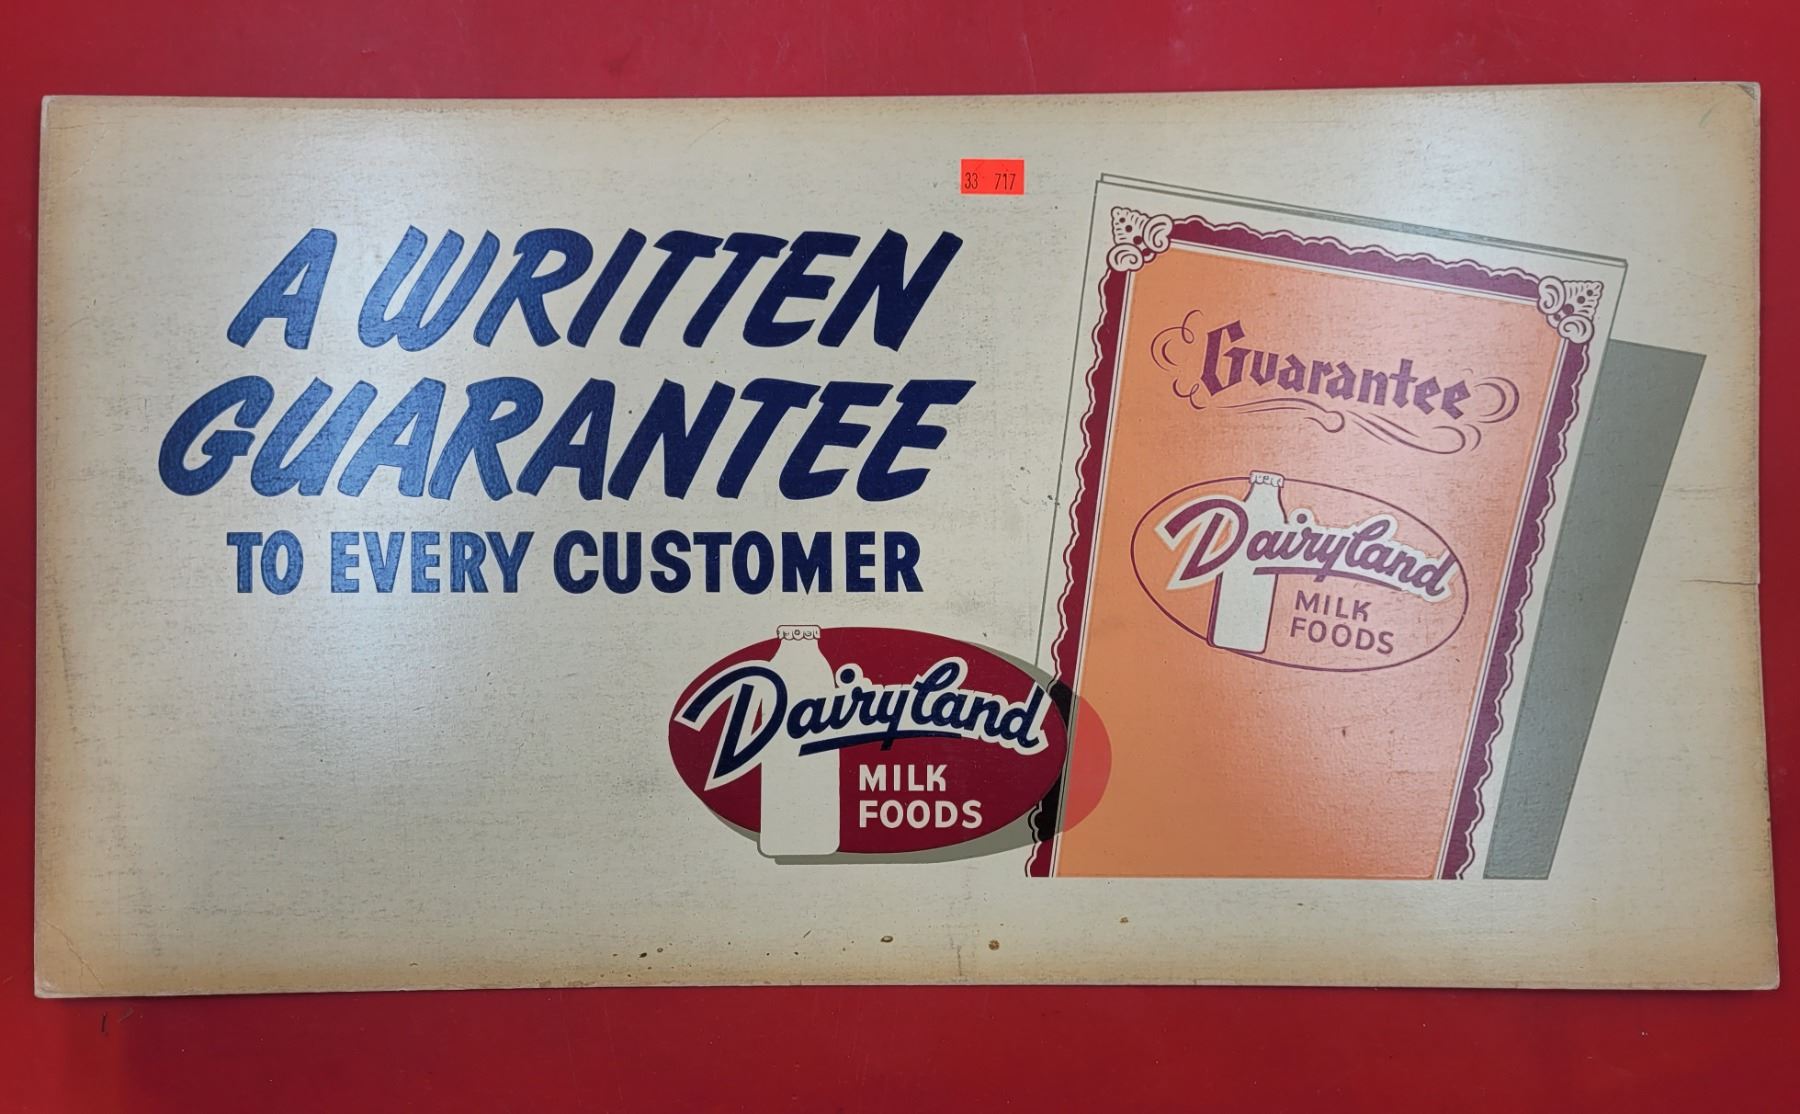 33 717
A WRITTEN
GUARANTEE
TO EVERY CUSTOMER
Dairyland
MILK
FOODS
Guarantee
Dairyland
MILK
FOODS